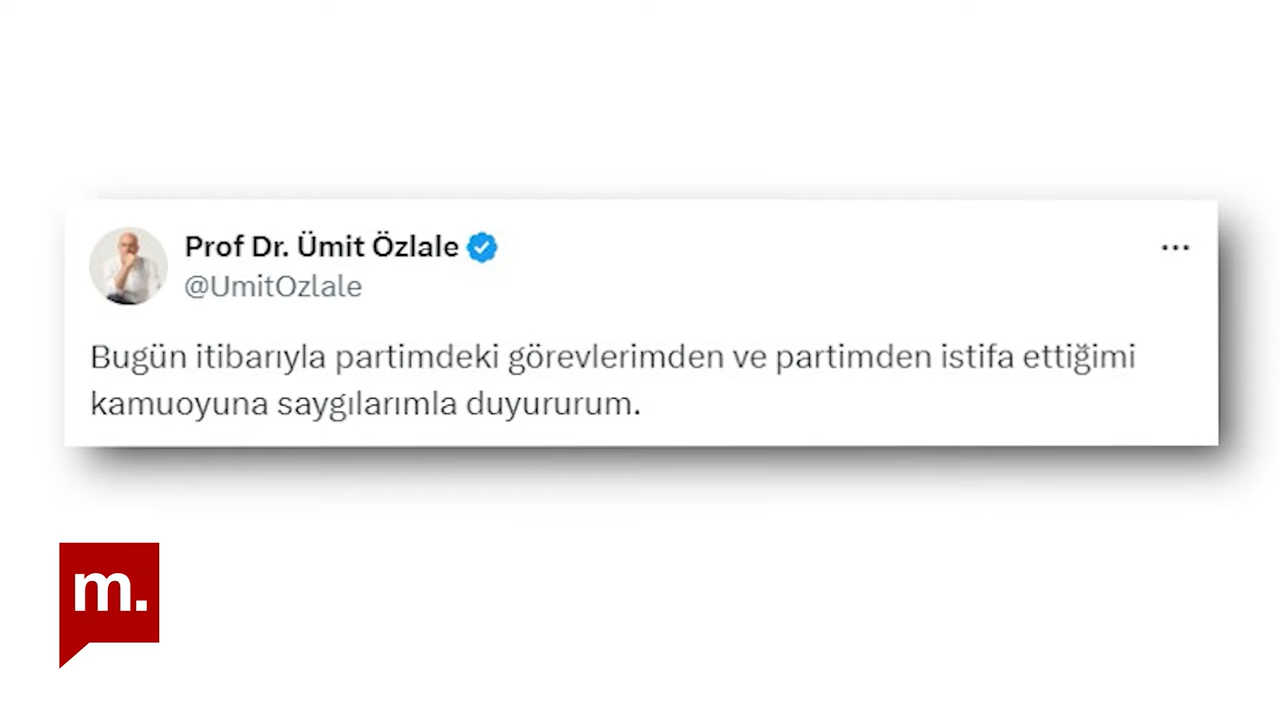 Prof Dr. Ümit Özlale
@UmitOzlale
Bugün itibarıyla partimdeki görevlerimden ve partimden istifa ettiğimi
kamuoyuna saygılarımla duyururum.
m.